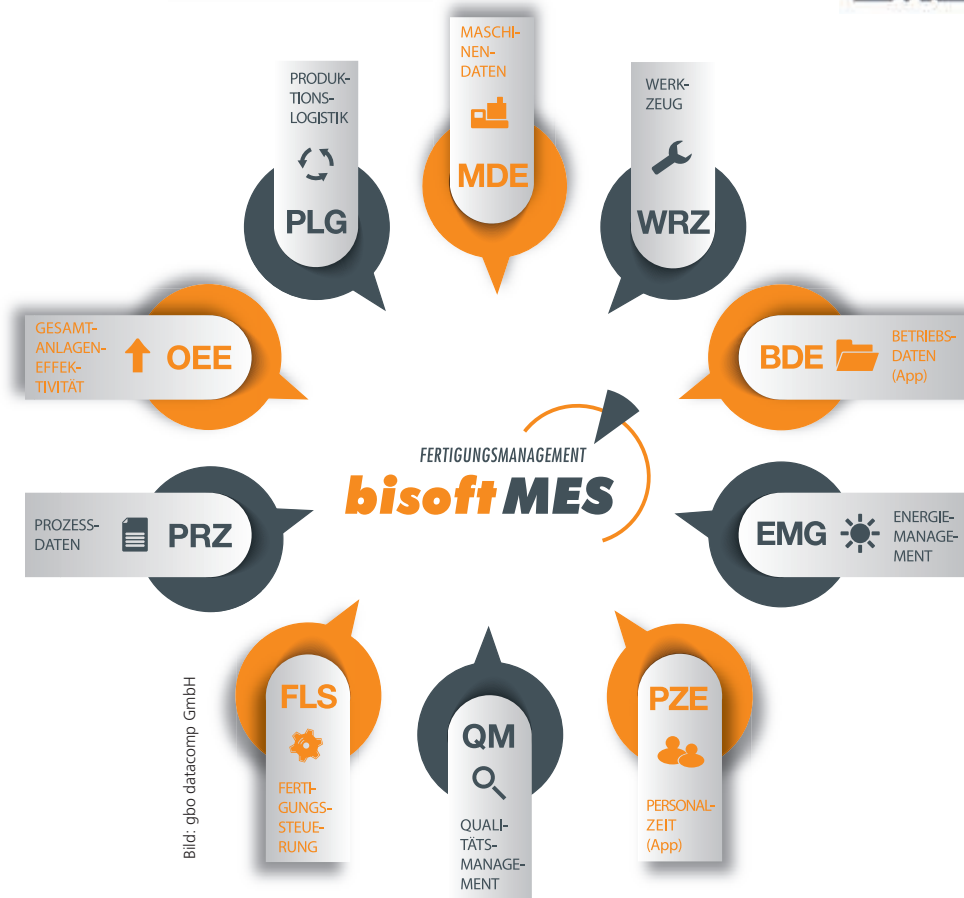 MASCHI-
NEN-
DATEN
MDE
PRODUK-
TIONS-
LOGISTIK
PLG
WERK-
ZEUG
WRZ
GESAMT-
ANLAGEN-
EFFEK-
TIVITÄT
OEE
BDE
BETRIEBS-
DATEN
(App)
FERTIGUNGSMANAGEMENT
bisoft MES
PROZESS-
DATEN
PRZ
EMG
ENERGIE-
MANAGE-
MENT
FLS
FERTI-
GUNGS-
STEUE-
RUNG
QM
QUALI-
TÄTS-
MANAGE-
MENT
PZE
PERSONAL-
ZEIT
(App)
Bild: gbo datacomp GmbH